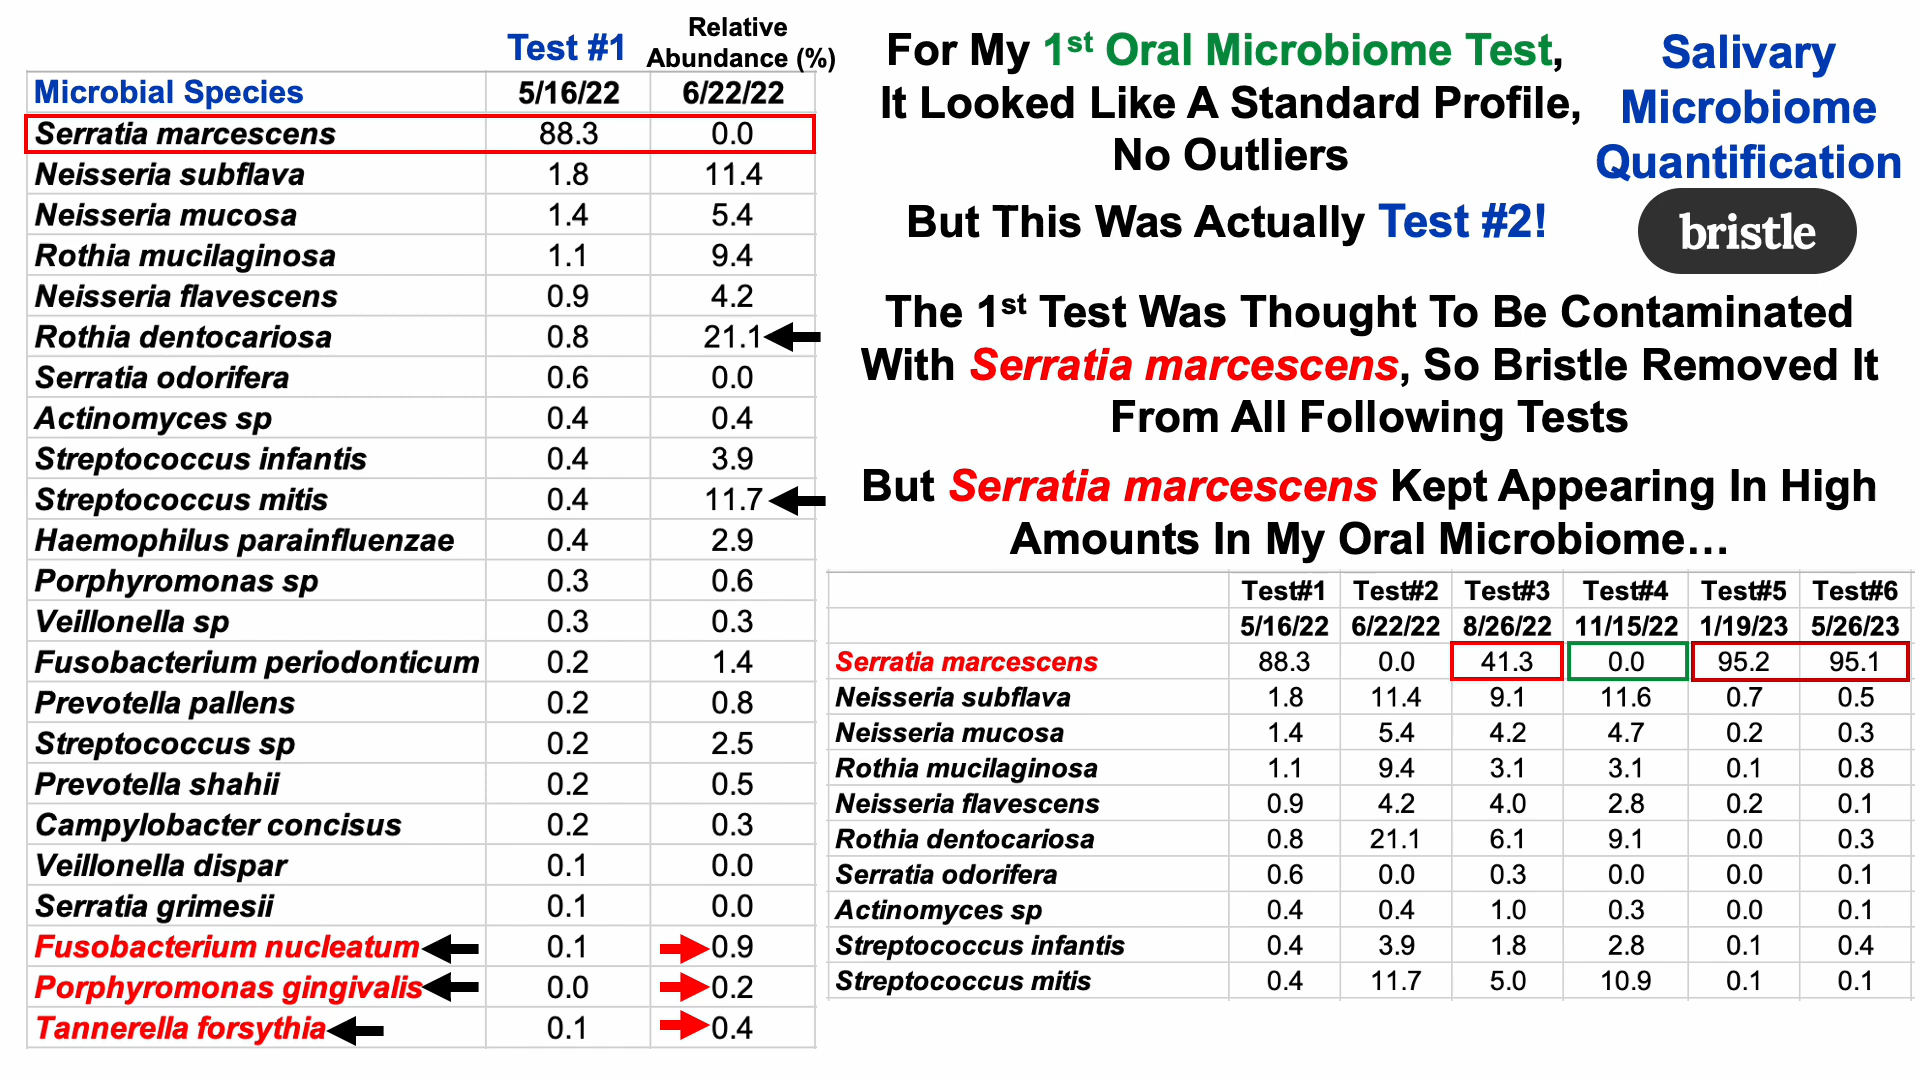 Test #1 Relative Abundance (%)
Microbial Species 5/16/22 6/22/22
Serratia marcescens 88.3 0.0
Neisseria subflava 1.8 11.4
Neisseria mucosa 1.4 5.4
Rothia mucilaginosa 1.1 9.4
Neisseria flavescens 0.9 4.2
Rothia dentocariosa 0.8 21.1
Serratia odorifera 0.6 0.0
Actinomyces sp 0.4 0.4
Streptococcus infantis 0.4 3.9
Streptococcus mitis 0.4 11.7
Haemophilus parainfluenzae 0.4 2.9
Porphyromonas sp 0.3 0.6
Veillonella sp 0.3 0.3
Fusobacterium periodonticum 0.2 1.4
Prevotella pallens 0.2 0.8
Streptococcus sp 0.2 2.5
Prevotella shahii 0.2 0.5
Campylobacter concisus 0.2 0.3
Veillonella dispar 0.1 0.0
Serratia grimesii 0.1 0.0
Fusobacterium nucleatum 0.1 0.9
Porphyromonas gingivalis 0.0 0.2
Tannerella forsythia 0.1 0.4
For My 1st Oral Microbiome Test,
It Looked Like A Standard Profile,
No Outliers
But This Was Actually Test #2!
Salivary
Microbiome
Quantification
bristle
The 1st Test Was Thought To Be Contaminated
With Serratia marcescens, So Bristle Removed It
From All Following Tests
But Serratia marcescens Kept Appearing In High
Amounts In My Oral Microbiome...
Test#1 Test#2 Test#3 Test#4 Test#5 Test#6
5/16/22 6/22/22 8/26/22 11/15/22 1/19/23 5/26/23
Serratia marcescens 88.3 0.0 41.3 0.0 95.2 95.1
Neisseria subflava 1.8 11.4 9.1 11.6 0.7 0.5
Neisseria mucosa 1.4 5.4 4.2 4.7 0.2 0.3
Rothia mucilaginosa 1.1 9.4 3.1 3.1 0.1 0.8
Neisseria flavescens 0.9 4.2 4.0 2.8 0.2 0.1
Rothia dentocariosa 0.8 21.1 6.1 9.1 0.0 0.3
Serratia odorifera 0.6 0.0 0.3 0.0 0.0 0.1
Actinomyces sp 0.4 0.4 1.0 0.3 0.0 0.1
Streptococcus infantis 0.4 3.9 1.8 2.8 0.1 0.4
Streptococcus mitis 0.4 11.7 5.0 10.9 0.1 0.1